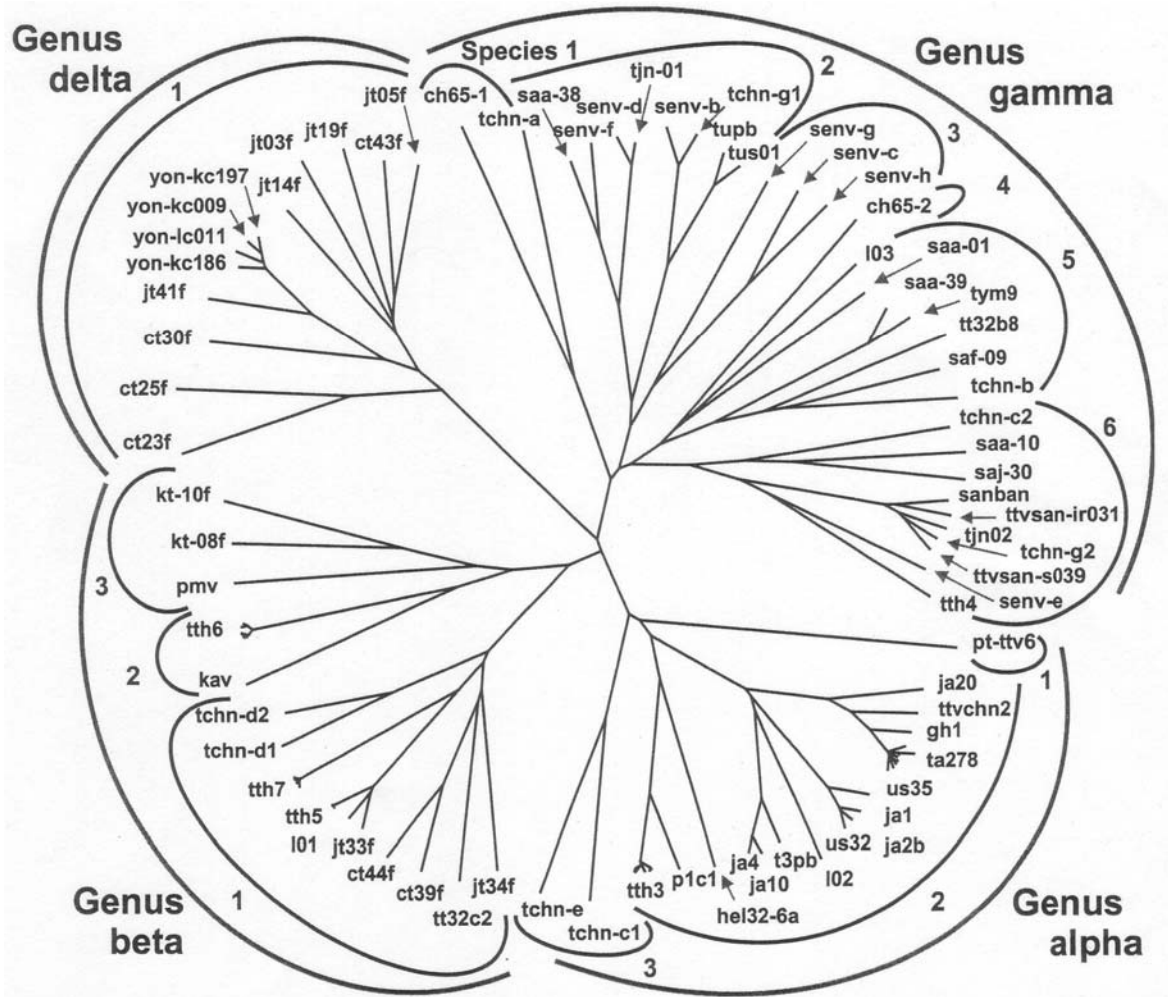 Genus
delta
1
Species 1
2
Genus
gamma
tjn-01
jt05f
ch65-1
saa-38
senv-d
senv-b
tchn-g1
tchn-a
senv-f
tupb
tus01
senv-g
3
senv-c
senv-h
4
ch65-2
jt03f
jt19f
ct43f
yon-kc197
jt14f
yon-kc009
yon-lc011
yon-kc186
jt41f
ct30f
ct25f
ct23f
l03
saa-01
5
saa-39
tym9
tt32b8
saf-09
tchn-b
tchn-c2
6
saa-10
saj-30
sanban
ttvsan-ir031
tjn02
tchn-g2
ttvsan-s039
senv-e
tth4
kt-10f
kt-08f
3
pmv
tth6
2
kav
tchn-d2
tchn-d1
tth7
tth5
l01
jt33f
ct44f
ct39f
tt32c2
jt34f
Genus
beta
1
pt-ttv6
1
ja20
ttvchn2
gh1
ta278
us35
ja1
us32
ja2b
l02
t3pb
ja4
ja10
p1c1
tth3
hel32-6a
2
tchn-e
tchn-c1
3
Genus
alpha